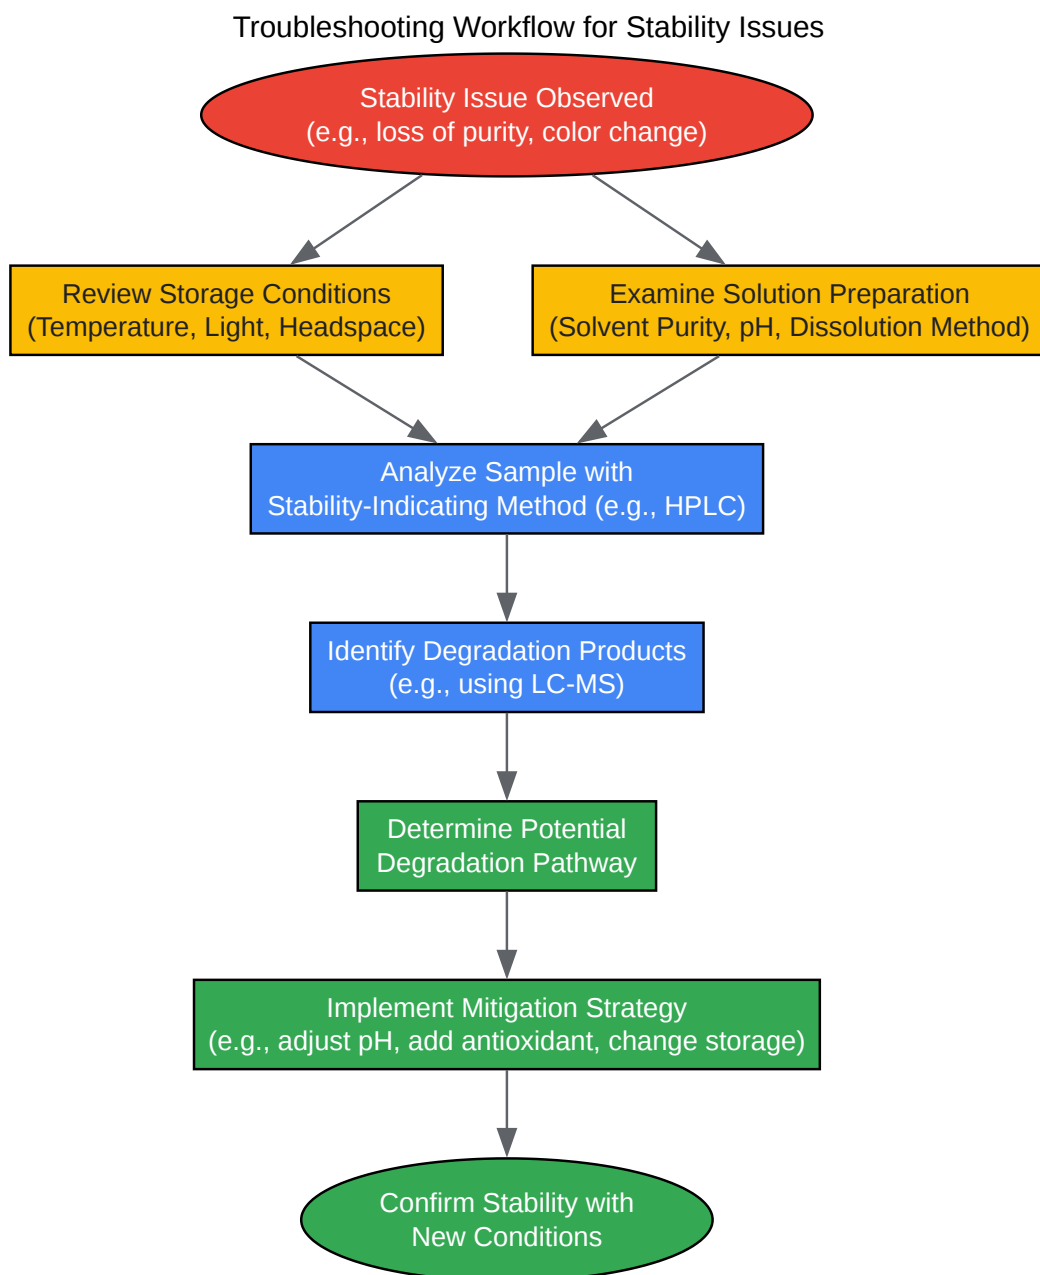 Troubleshooting Workflow for Stability Issues
Stability Issue Observed
(e.g., loss of purity, color change)
Review Storage Conditions
(Temperature, Light, Headspace)
Examine Solution Preparation
(Solvent Purity, pH, Dissolution Method)
Analyze Sample with
Stability-Indicating Method (e.g., HPLC)
Identify Degradation Products
(e.g., using LC-MS)
Determine Potential
Degradation Pathway
Implement Mitigation Strategy
(e.g., adjust pH, add antioxidant, change storage)
Confirm Stability with
New Conditions